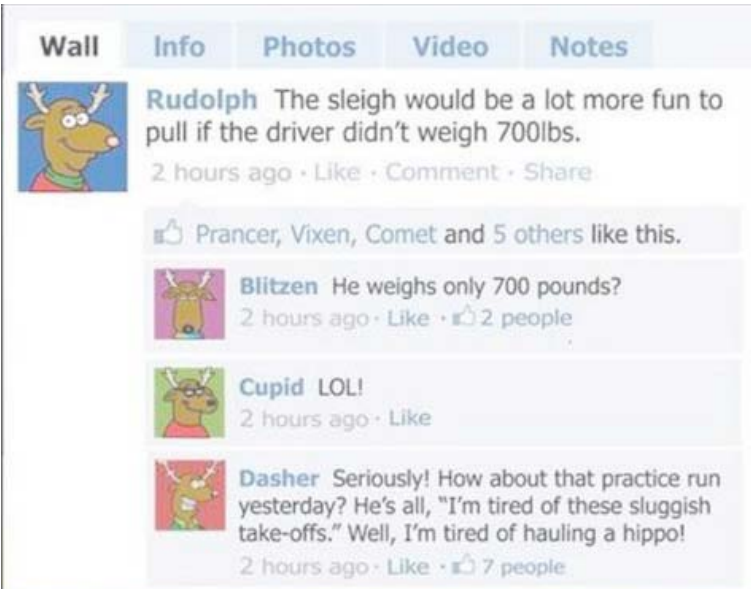 Wall Info Photos Video Notes
Rudolph The sleigh would be a lot more fun to
pull if the driver didn't weigh 700lbs.
2 hours ago · Like · Comment · Share
Prancer, Vixen, Comet and 5 others like this.
Blitzen He weighs only 700 pounds?
2 hours ago · Like · 2 people
Cupid LOL!
2 hours ago · Like
Dasher Seriously! How about that practice run
yesterday? He's all, "I'm tired of these sluggish
take-offs." Well, I'm tired of hauling a hippo!
2 hours ago · Like · 7 people